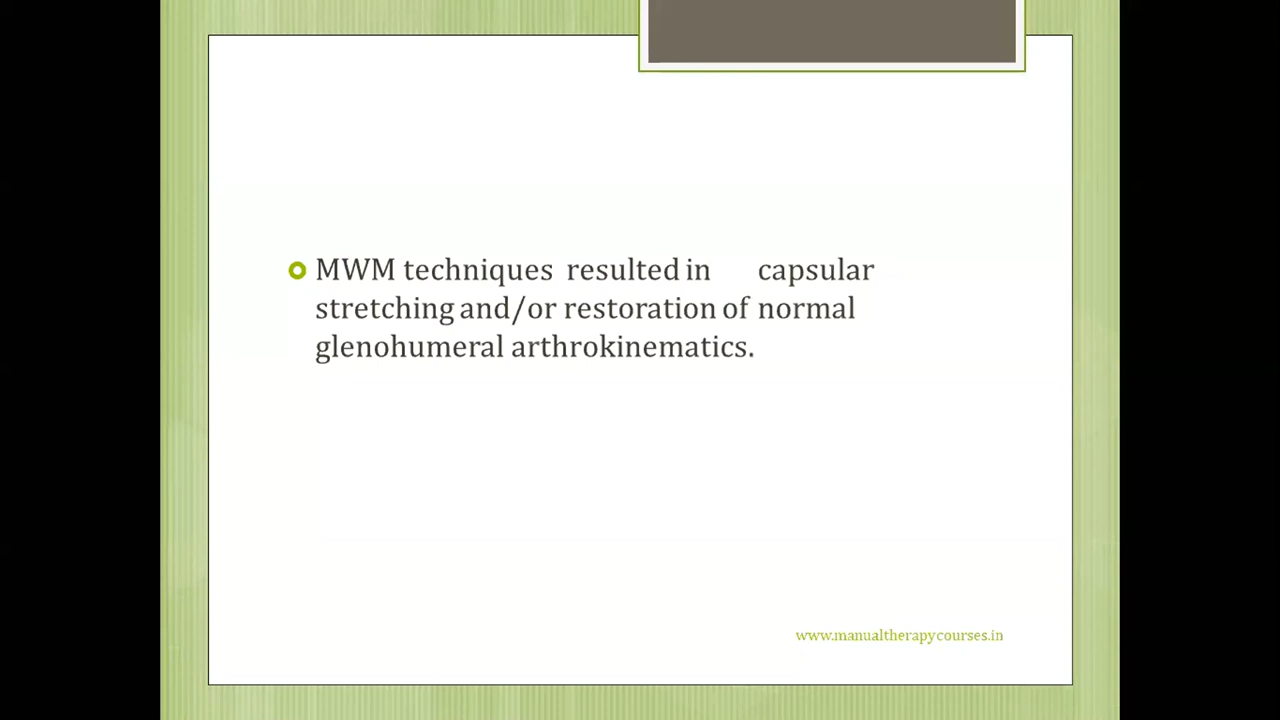 MWM techniques resulted in capsular
stretching and/or restoration of normal
glenohumeral arthrokinematics.
www.manualtherapycourses.in